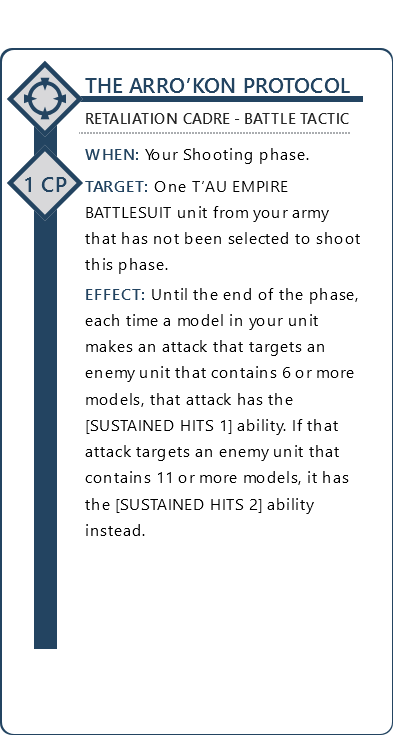 THE ARRO’KON PROTOCOL
RETALIATION CADRE - BATTLE TACTIC
WHEN: Your Shooting phase.
1 CP
TARGET: One T’AU EMPIRE
BATTLESUIT unit from your army
that has not been selected to shoot
this phase.
EFFECT: Until the end of the phase,
each time a model in your unit
makes an attack that targets an
enemy unit that contains 6 or more
models, that attack has the
[SUSTAINED HITS 1] ability. If that
attack targets an enemy unit that
contains 11 or more models, it has
the [SUSTAINED HITS 2] ability
instead.